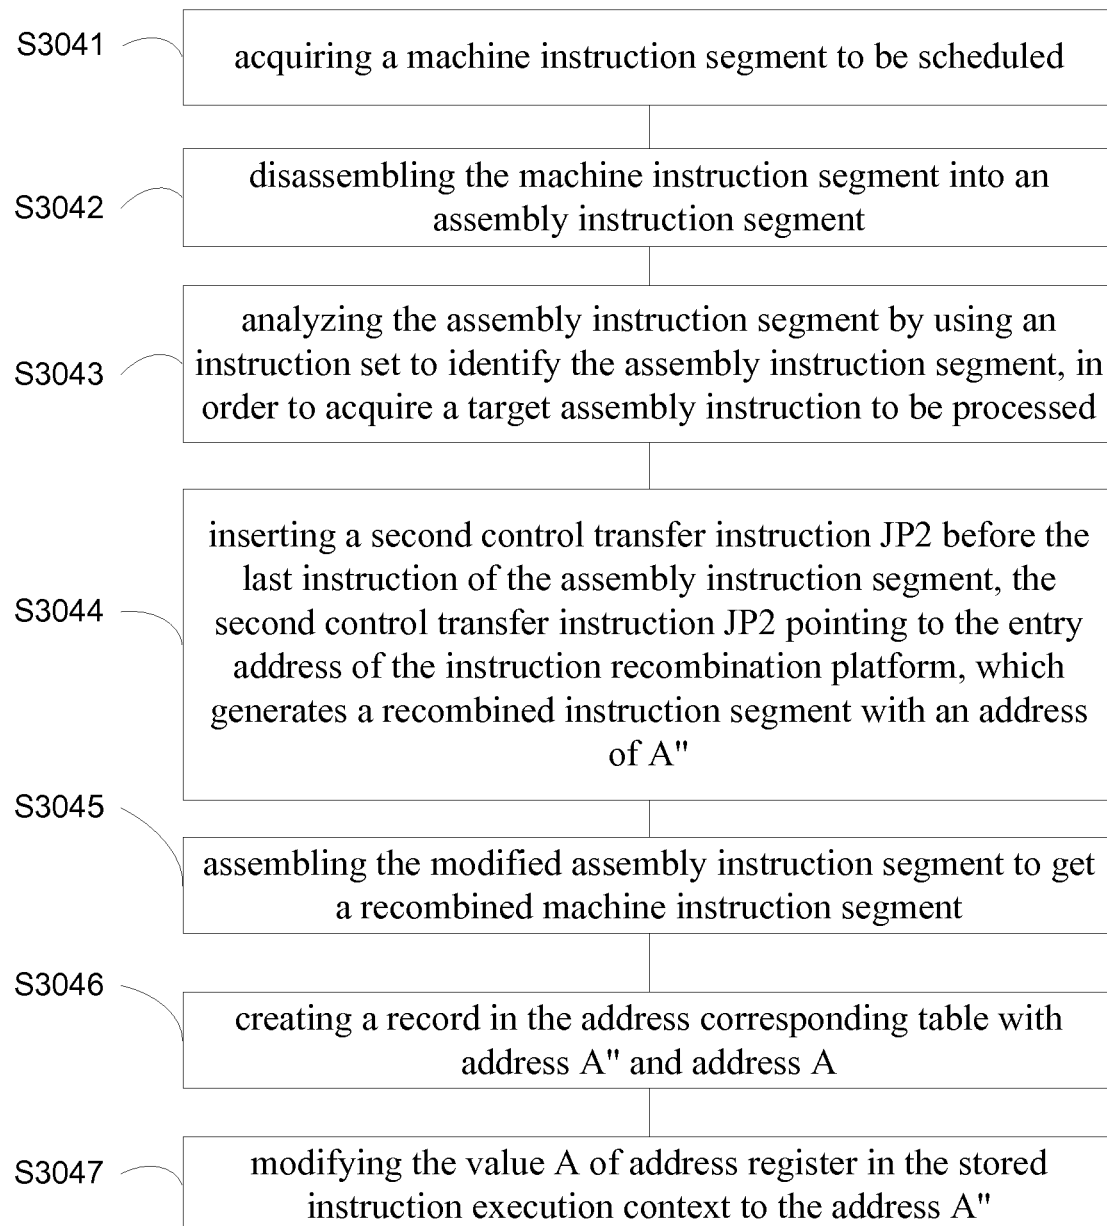 S3041
acquiring a machine instruction segment to be scheduled
S3042
disassembling the machine instruction segment into an
assembly instruction segment
S3043
analyzing the assembly instruction segment by using an
instruction set to identify the assembly instruction segment, in
order to acquire a target assembly instruction to be processed
S3044
inserting a second control transfer instruction JP2 before the
last instruction of the assembly instruction segment, the
second control transfer instruction JP2 pointing to the entry
address of the instruction recombination platform, which
generates a recombined instruction segment with an address
of A"
S3045
assembling the modified assembly instruction segment to get
a recombined machine instruction segment
S3046
creating a record in the address corresponding table with
address A" and address A
S3047
modifying the value A of address register in the stored
instruction execution context to the address A"